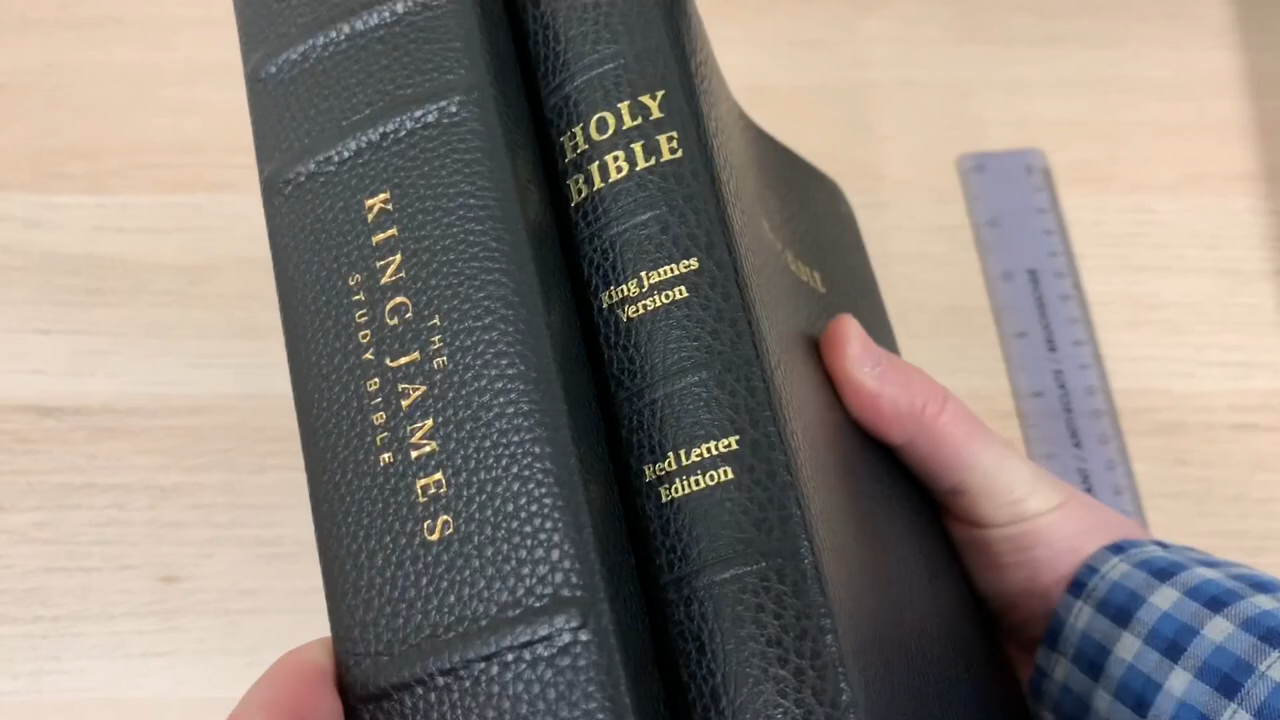 THE
KING JAMES
STUDY BIBLE
HOLY
BIBLE
King James
Version
Red Letter
Edition